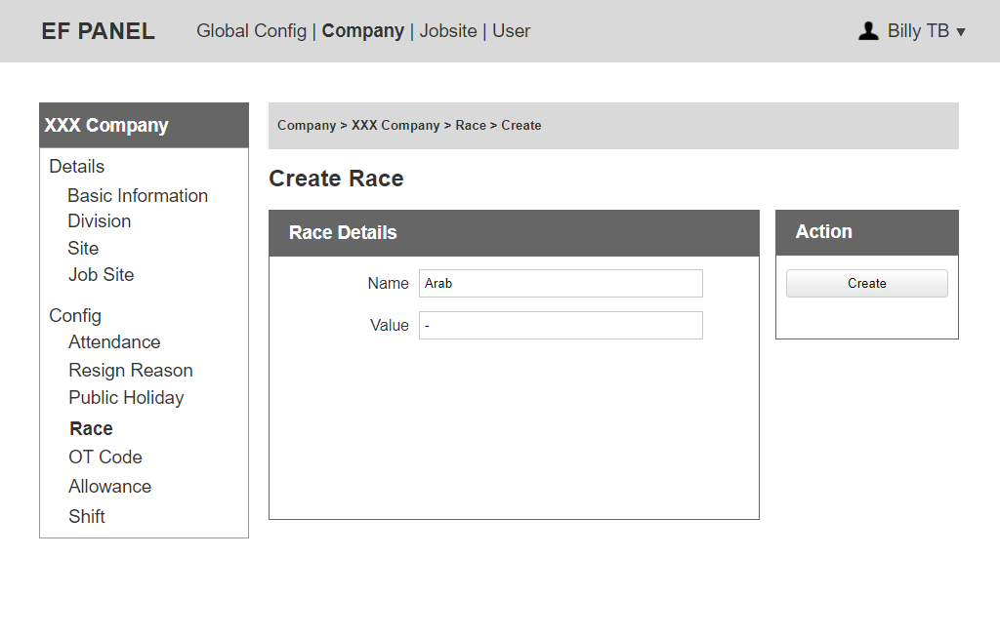 EF PANEL
Global Config | Company | Jobsite | User
Billy TB ▼
XXX Company
Details
Basic Information
Division
Site
Job Site
Config
Attendance
Resign Reason
Public Holiday
Race
OT Code
Allowance
Shift
Company > XXX Company > Race > Create
Create Race
Race Details
Name Arab
Value -
Action
Create